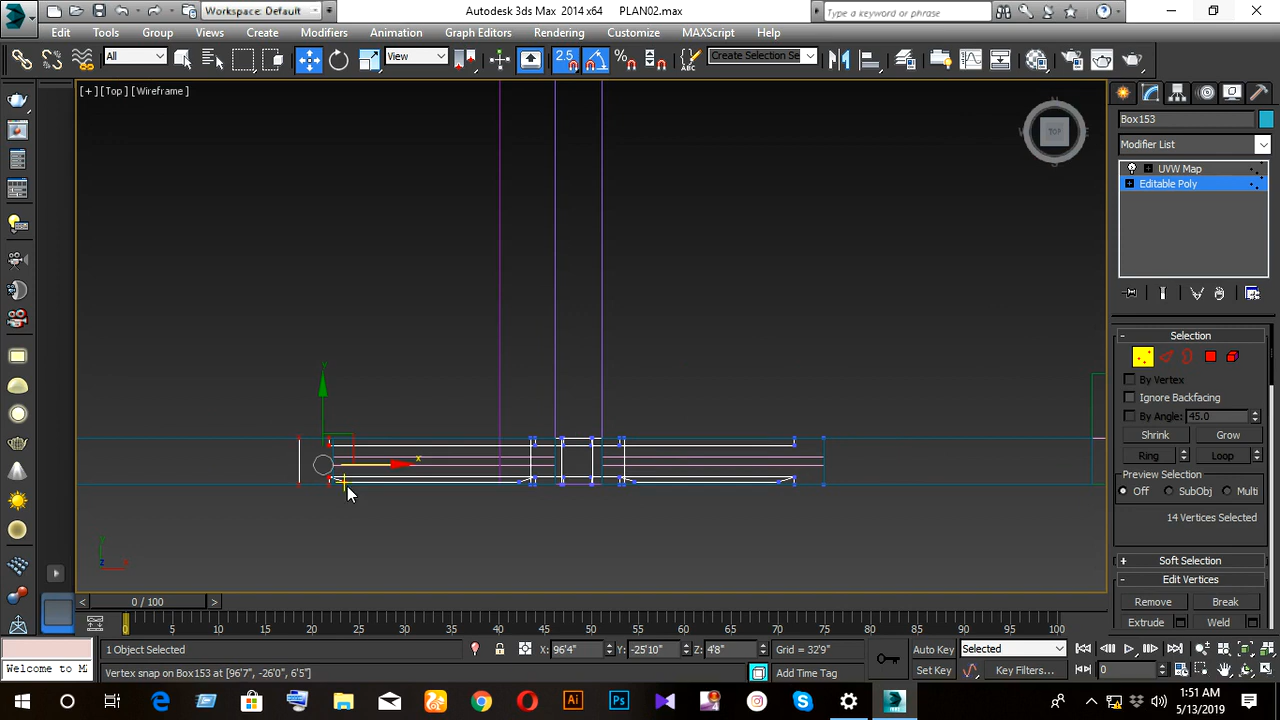 Workspace: Default
Autodesk 3ds Max 2014 x64 PLAN02.max
Type a keyword or phrase
Edit Tools Group Views Create Modifiers Animation Graph Editors Rendering Customize MAXScript Help
All View 2.5 Create Selection Se
[+] [Top] [Wireframe]
N
W TOP E
S
y
x
Box153
Modifier List
UVW Map
Editable Poly
- Selection
By Vertex
Ignore Backfacing
By Angle: 45.0
Shrink Grow
Ring Loop
Preview Selection
Off SubObj Multi
14 Vertices Selected
+ Soft Selection
- Edit Vertices
Remove Break
Extrude Weld
< 0 / 100 >
0 5 10 15 20 25 30 35 40 45 50 55 60 65 70 75 80 85 90 95 100
1 Object Selected X: 96'4" Y: -25'10" Z: 4'8" Grid = 32'9" Auto Key Selected
Welcome to M Vertex snap on Box153 at [96'7", -26'0", 6'5"] Add Time Tag Set Key Key Filters... 0
1:51 AM
5/13/2019